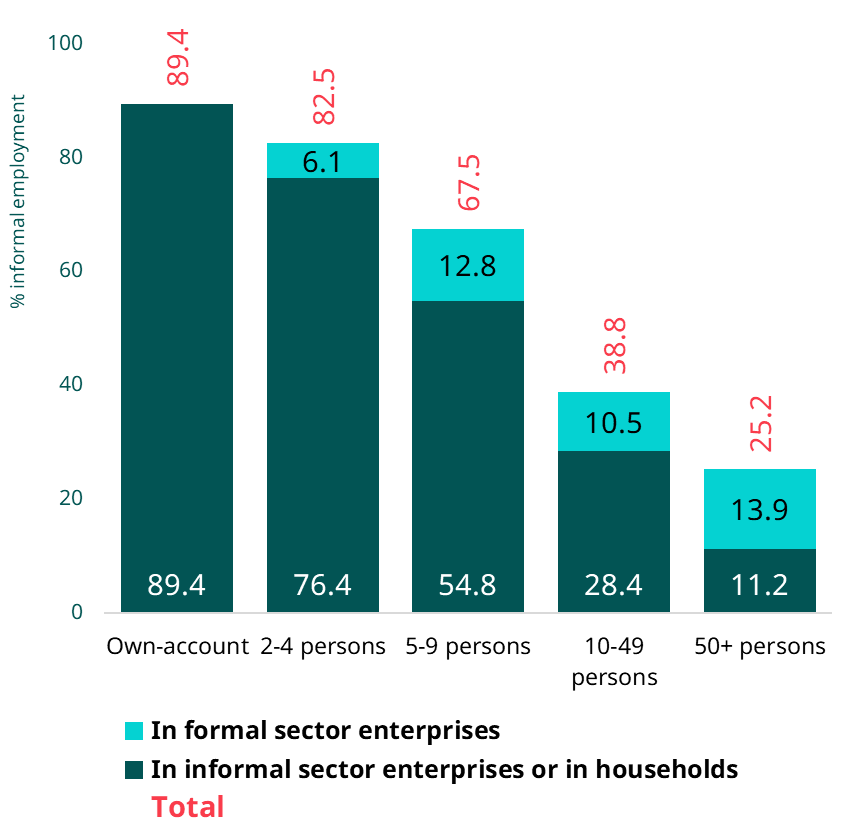 % informal employment
100
80
60
40
20
0
89.4
82.5
67.5
38.8
25.2
6.1
12.8
10.5
13.9
89.4
76.4
54.8
28.4
11.2
Own-account
2-4 persons
5-9 persons
10-49
persons
50+ persons
In formal sector enterprises
In informal sector enterprises or in households
Total